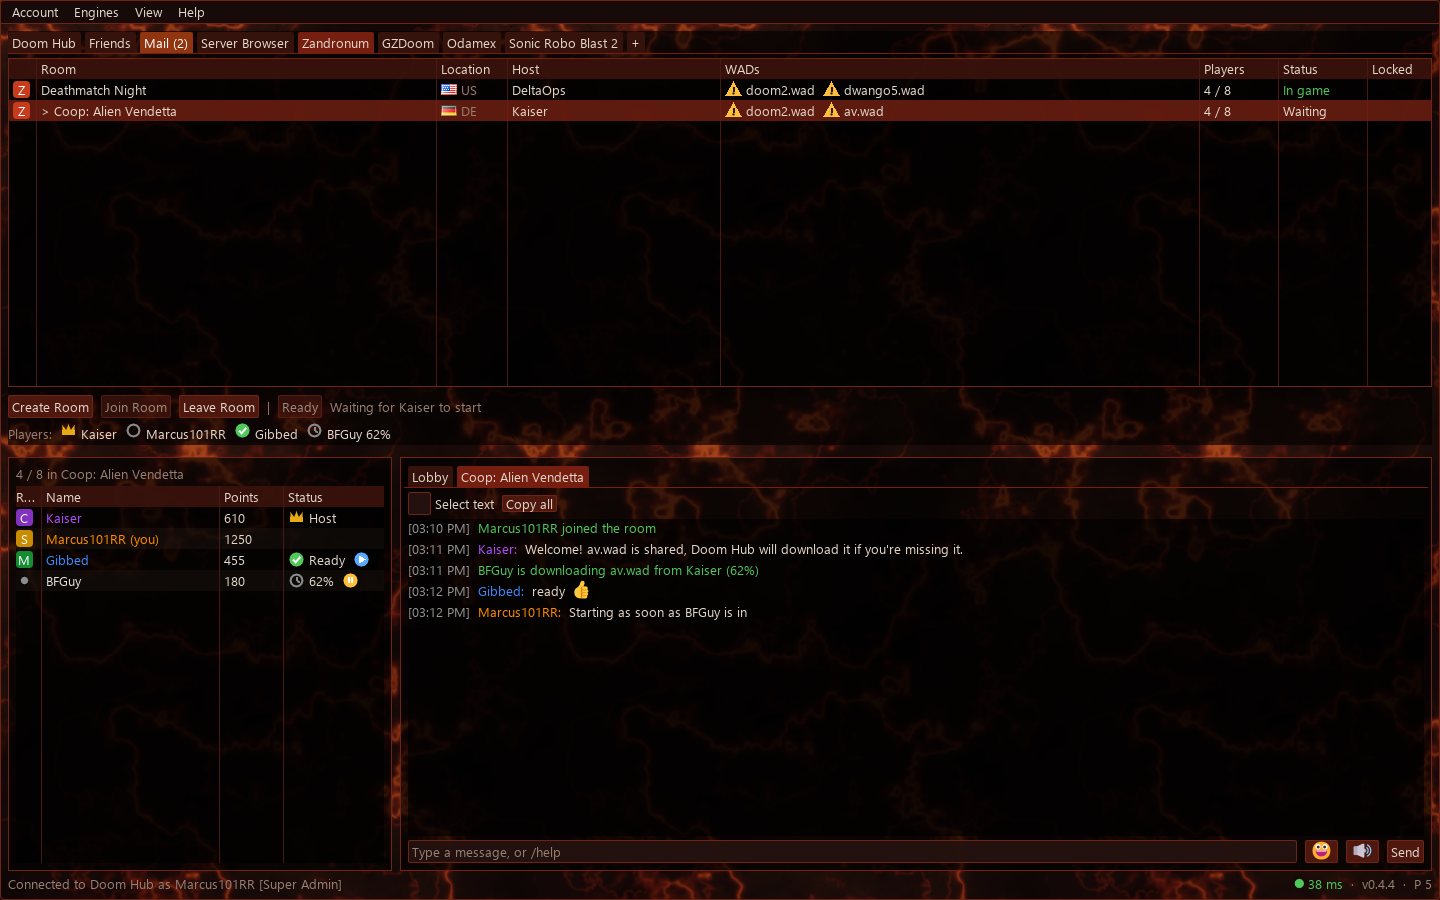 Account Engines View Help
Doom Hub Friends Mail (2) Server Browser Zandronum GZDoom Odamex Sonic Robo Blast 2 +
Room Location Host WADs Players Status Locked
Z Deathmatch Night US DeltaOps doom2.wad dwango5.wad 4 / 8 In game
Z > Coop: Alien Vendetta DE Kaiser doom2.wad av.wad 4 / 8 Waiting
Create Room Join Room Leave Room | Ready Waiting for Kaiser to start
Players: Kaiser Marcus101RR Gibbed BFGuy 62%
4 / 8 in Coop: Alien Vendetta
R... Name Points Status
C Kaiser 610 Host
S Marcus101RR (you) 1250
M Gibbed 455 Ready
BFGuy 180 62%
Lobby Coop: Alien Vendetta
Select text Copy all
[03:10 PM] Marcus101RR joined the room
[03:11 PM] Kaiser: Welcome! av.wad is shared, Doom Hub will download it if you're missing it.
[03:11 PM] BFGuy is downloading av.wad from Kaiser (62%)
[03:12 PM] Gibbed: ready 👍
[03:12 PM] Marcus101RR: Starting as soon as BFGuy is in
Type a message, or /help Send
Connected to Doom Hub as Marcus101RR [Super Admin] 38 ms · v0.4.4 · P 5